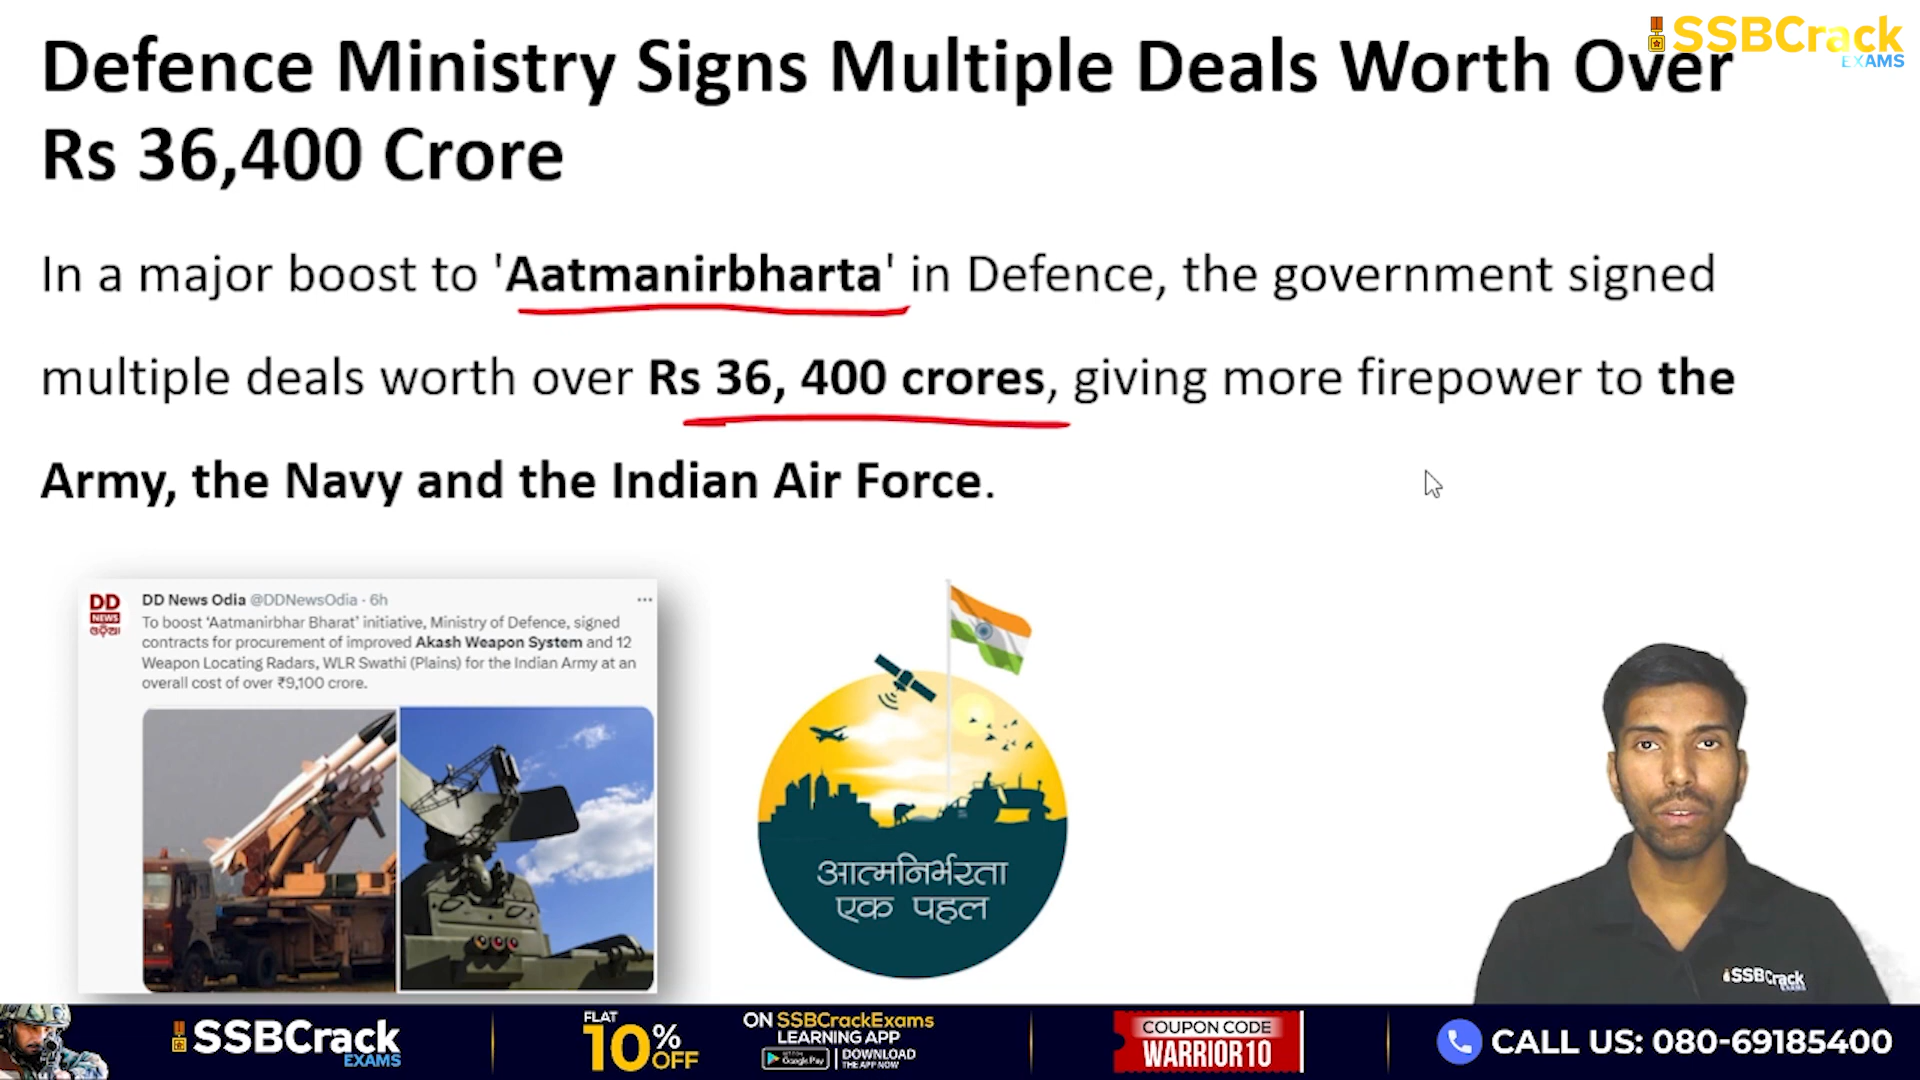 Defence Ministry Signs Multiple Deals Worth Over
Rs 36,400 Crore
SSBCrack
EXAMS
In a major boost to 'Aatmanirbharta' in Defence, the government signed
multiple deals worth over Rs 36, 400 crores, giving more firepower to the
Army, the Navy and the Indian Air Force.
DD
NEWS
ଓଡ଼ିଆ
DD News Odia @DDNewsOdia · 6h
To boost ‘Aatmanirbhar Bharat’ initiative, Ministry of Defence, signed
contracts for procurement of improved Akash Weapon System and 12
Weapon Locating Radars, WLR Swathi (Plains) for the Indian Army at an
overall cost of over ₹9,100 crore.
आत्मनिर्भरता
एक पहल
SSBCrack
EXAMS
SSBCrack
EXAMS
FLAT
10% OFF
ON SSBCrackExams
LEARNING APP
Google Play
DOWNLOAD
THE APP NOW
COUPON CODE
WARRIOR10
CALL US: 080-69185400